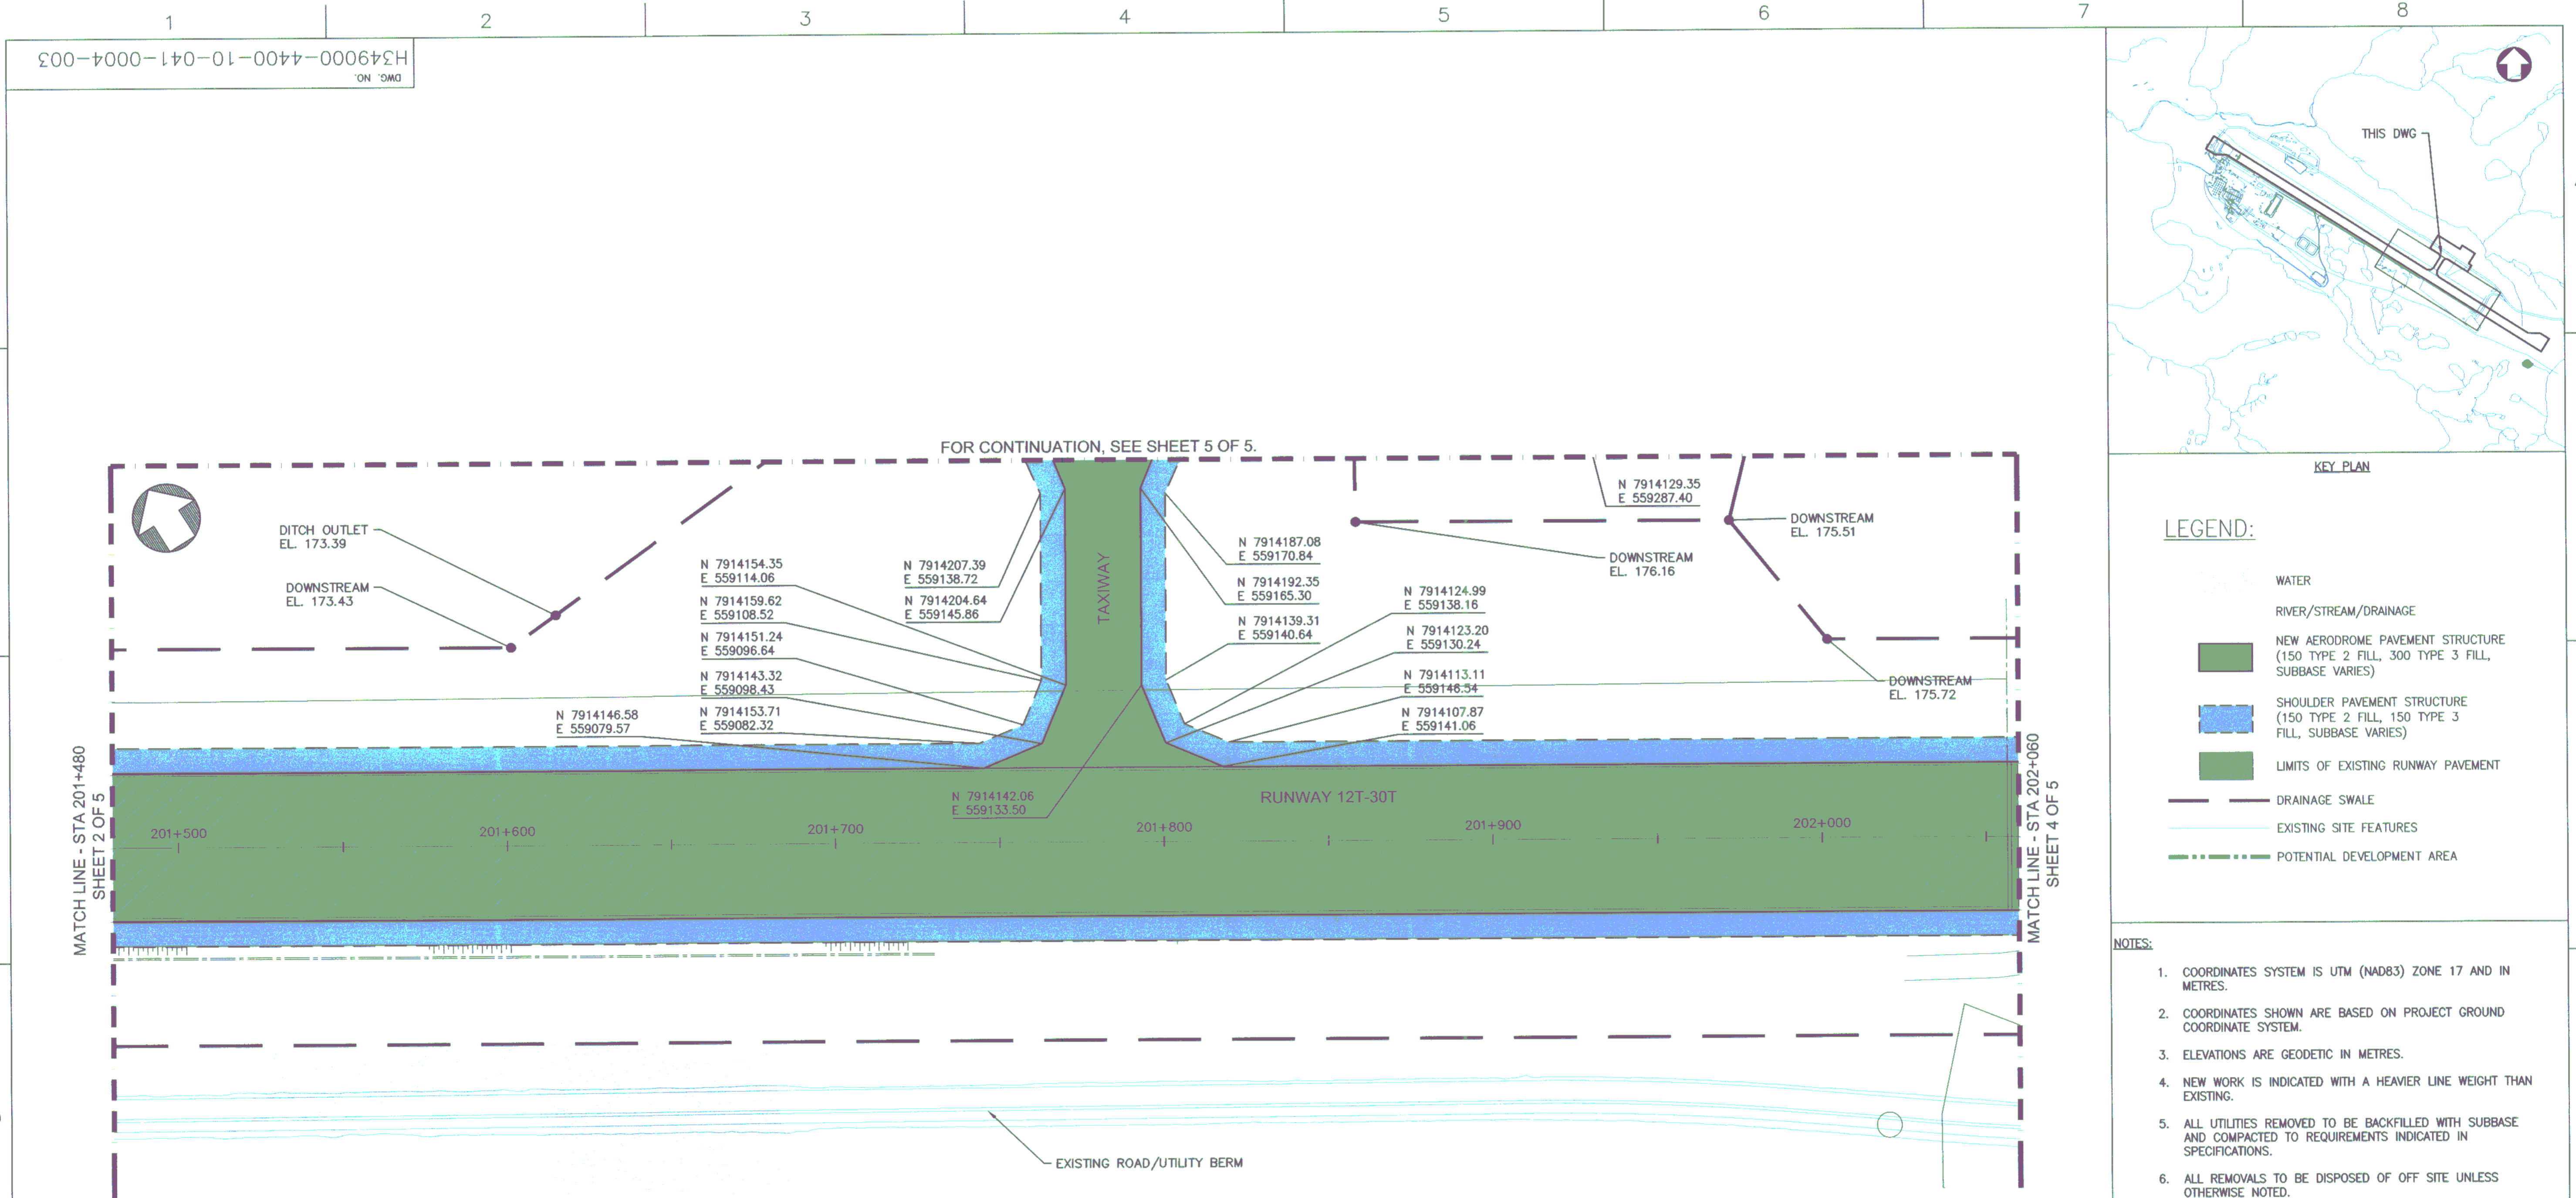 1 2 3 4 5 6 7 8
H349000-4400-10-041-0004-003
DWG. NO.
THIS DWG
KEY PLAN
FOR CONTINUATION, SEE SHEET 5 OF 5.
DITCH OUTLET
EL. 173.39
DOWNSTREAM
EL. 173.43
N 7914154.35
E 559114.06
N 7914159.62
E 559108.52
N 7914151.24
E 559096.64
N 7914143.32
E 559098.43
N 7914153.71
E 559082.32
N 7914146.58
E 559079.57
N 7914207.39
E 559138.72
N 7914204.64
E 559145.86
TAXIWAY
N 7914187.08
E 559170.84
N 7914192.35
E 559165.30
N 7914139.31
E 559140.64
N 7914124.99
E 559138.16
N 7914123.20
E 559130.24
N 7914113.11
E 559146.54
N 7914107.87
E 559141.06
N 7914129.35
E 559287.40
DOWNSTREAM
EL. 176.16
DOWNSTREAM
EL. 175.51
DOWNSTREAM
EL. 175.72
N 7914142.06
E 559133.50
RUNWAY 12T-30T
201+500
201+600
201+700
201+800
201+900
202+000
MATCH LINE - STA 201+480
SHEET 2 OF 5
MATCH LINE - STA 202+060
SHEET 4 OF 5
EXISTING ROAD/UTILITY BERM
LEGEND:
WATER
RIVER/STREAM/DRAINAGE
NEW AERODROME PAVEMENT STRUCTURE
(150 TYPE 2 FILL, 300 TYPE 3 FILL,
SUBBASE VARIES)
SHOULDER PAVEMENT STRUCTURE
(150 TYPE 2 FILL, 150 TYPE 3
FILL, SUBBASE VARIES)
LIMITS OF EXISTING RUNWAY PAVEMENT
DRAINAGE SWALE
EXISTING SITE FEATURES
POTENTIAL DEVELOPMENT AREA
NOTES:
1. COORDINATES SYSTEM IS UTM (NAD83) ZONE 17 AND IN
METRES.
2. COORDINATES SHOWN ARE BASED ON PROJECT GROUND
COORDINATE SYSTEM.
3. ELEVATIONS ARE GEODETIC IN METRES.
4. NEW WORK IS INDICATED WITH A HEAVIER LINE WEIGHT THAN
EXISTING.
5. ALL UTILITIES REMOVED TO BE BACKFILLED WITH SUBBASE
AND COMPACTED TO REQUIREMENTS INDICATED IN
SPECIFICATIONS.
6. ALL REMOVALS TO BE DISPOSED OF OFF SITE UNLESS
OTHERWISE NOTED.